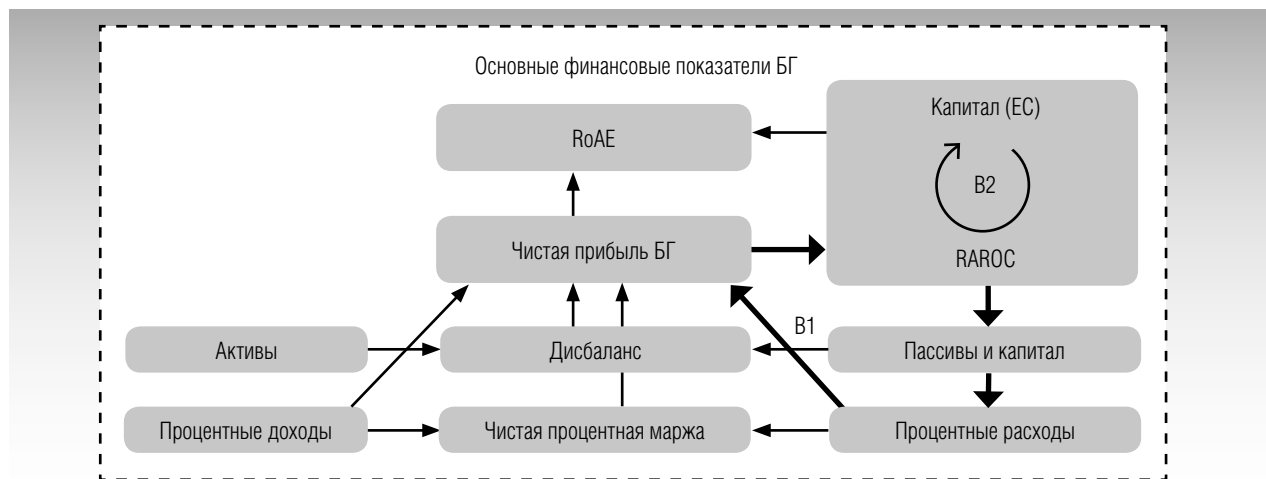 Основные финансовые показатели БГ
Капитал (ЕС)
RoAE
B2
Чистая прибыль БГ
RAROC
B1
Активы
Дисбаланс
Пассивы и капитал
Процентные доходы
Чистая процентная маржа
Процентные расходы